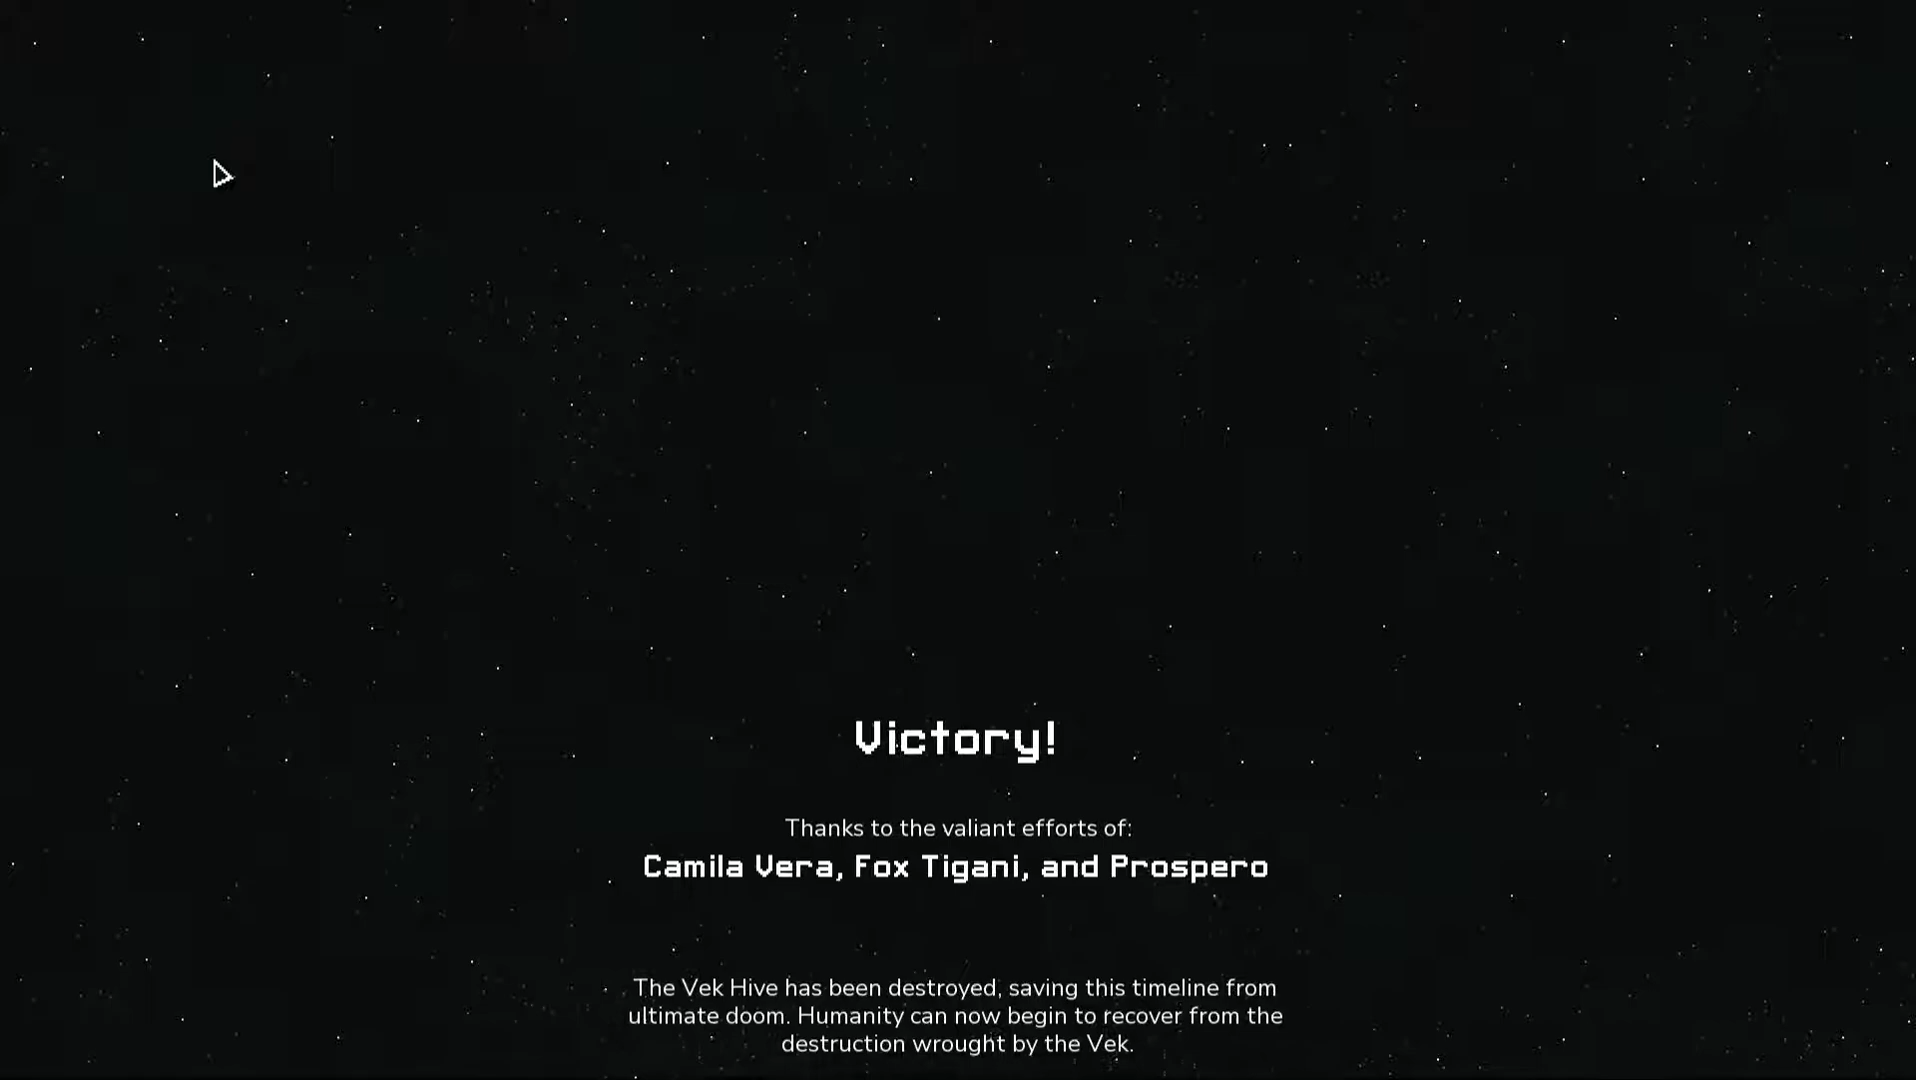 Victory!
Thanks to the valiant efforts of:
Camila Vera, Fox Tigani, and Prospero
The Vek Hive has been destroyed, saving this timeline from
ultimate doom. Humanity can now begin to recover from the
destruction wrought by the Vek.